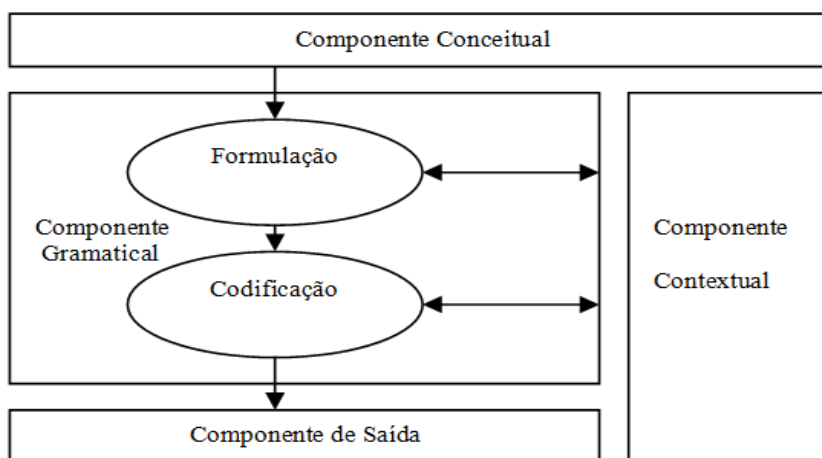 Componente Conceitual
Formulação
Componente
Gramatical
Componente
Contextual
Codificação
Componente de Saída